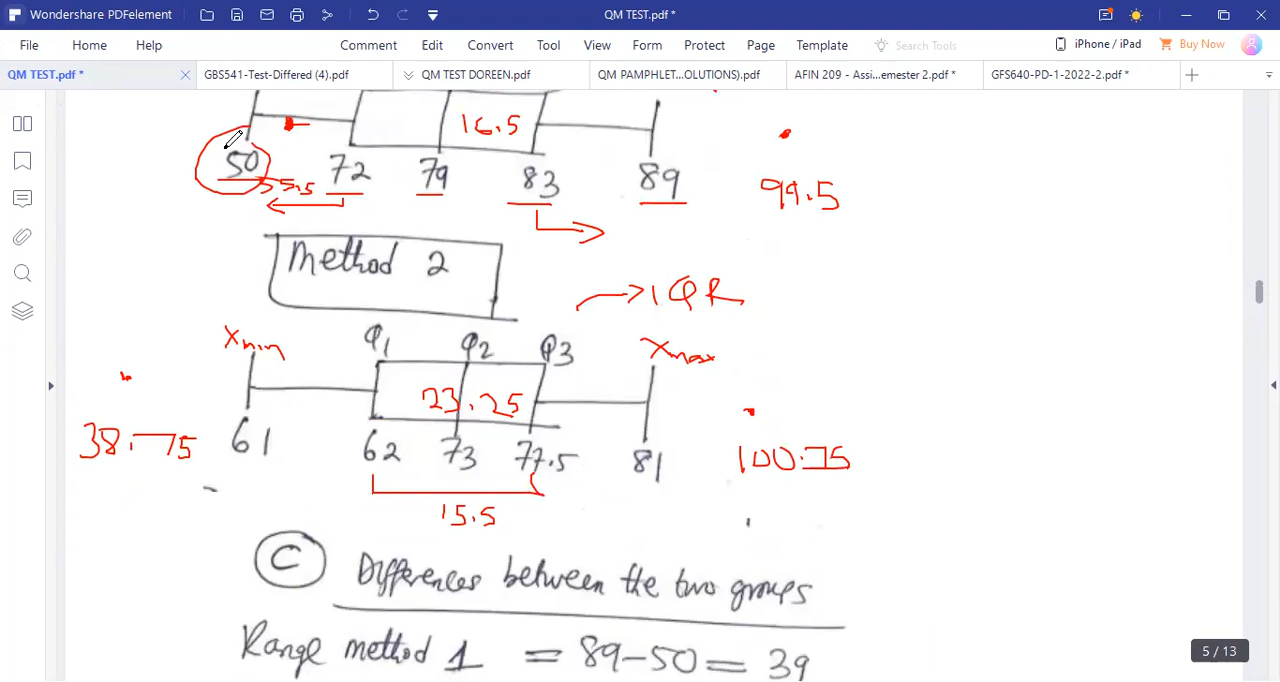 Wondershare PDFelement
QM TEST.pdf *
File Home Help Comment Edit Convert Tool View Form Protect Page Template Search Tools iPhone / iPad Buy Now
QM TEST.pdf * GBS541-Test-Differed (4).pdf QM TEST DOREEN.pdf QM PAMPHLET...OLUTIONS).pdf AFIN 209 - Assi...emester 2.pdf * GFS640-PD-1-2022-2.pdf *
16.5
50 55.5 72 79 83 89 99.5
Method 2
IQR
Xmin Q1 Q2 Q3 Xmax
23.25
38.75 61 62 73 77.5 81 100.75
15.5
C Differences between the two groups
Range method 1 = 89-50 = 39
5 / 13